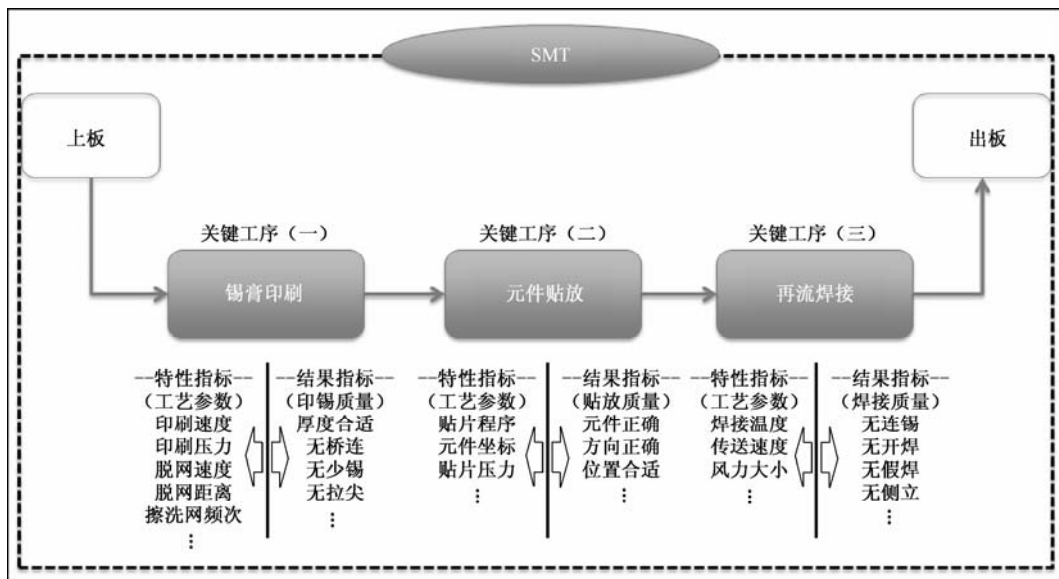 SMT
上板
出板
关键工序（一）
关键工序（二）
关键工序（三）
锡膏印刷
元件贴放
再流焊接
--特性指标--
（工艺参数）
印刷速度
印刷压力
脱网速度
脱网距离
擦洗网频次
⋮
--结果指标--
（印锡质量）
厚度合适
无桥连
无少锡
无拉尖
⋮
--特性指标--
（工艺参数）
贴片程序
元件坐标
贴片压力
⋮
--结果指标--
（贴放质量）
元件正确
方向正确
位置合适
⋮
--特性指标--
（工艺参数）
焊接温度
传送速度
风力大小
⋮
--结果指标--
（焊接质量）
无连锡
无开焊
无假焊
无侧立
⋮